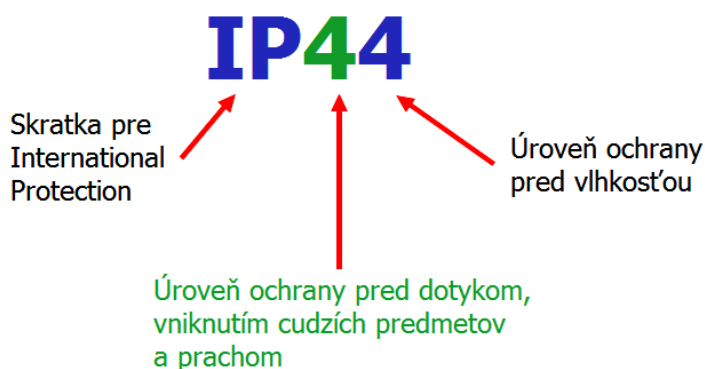 IP44
Skratka pre
International
Protection
Úroveň ochrany
pred vlhkosťou
Úroveň ochrany pred dotykom,
vniknutím cudzích predmetov
a prachom